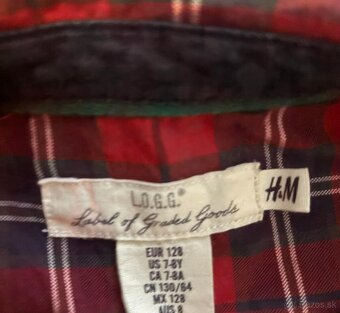 L.O.G.G.®
Label of Graded Goods
H&M
EUR 128
US 7-8Y
CA 7-8A
CN 130/64
MX 128
AUS 8